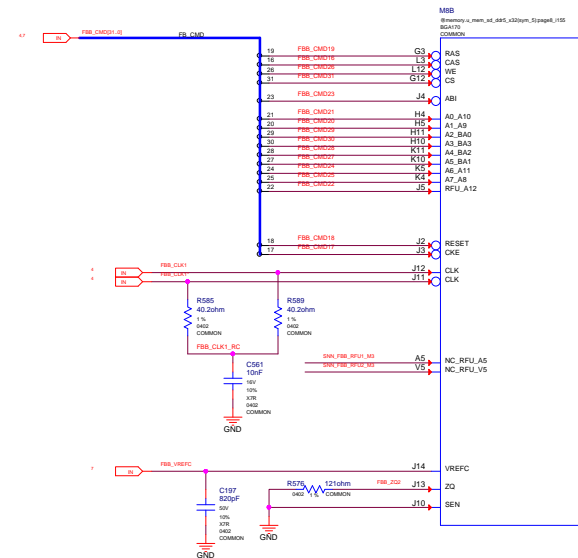 M8B
@memory.u_mem_sd_ddr5_x32(sym_5):page8_i155
BGA170
COMMON
4,7 IN FBB_CMD[31..0] FB_CMD
19 FBB_CMD19 G3 RAS
16 FBB_CMD16 L3 CAS
26 FBB_CMD26 L12 WE
31 FBB_CMD31 G12 CS
23 FBB_CMD23 J4 ABI
21 FBB_CMD21 H4 A0_A10
20 FBB_CMD20 H5 A1_A9
29 FBB_CMD29 H11 A2_BA0
30 FBB_CMD30 H10 A3_BA3
28 FBB_CMD28 K11 A4_BA2
27 FBB_CMD27 K10 A5_BA1
24 FBB_CMD24 K5 A6_A11
25 FBB_CMD25 K4 A7_A8
22 FBB_CMD22 J5 RFU_A12
18 FBB_CMD18 J2 RESET
17 FBB_CMD17 J3 CKE
4 IN FBB_CLK1 J12 CLK
4 IN FBB_CLK1* J11 CLK
R585
40.2ohm
1 %
0402
COMMON
R589
40.2ohm
1 %
0402
COMMON
FBB_CLK1_RC
C561
10nF
16V
10%
X7R
0402
COMMON
GND
SNN_FBB_RFU1_M3 A5 NC_RFU_A5
SNN_FBB_RFU2_M3 V5 NC_RFU_V5
7 IN FBB_VREFC J14 VREFC
R576 121ohm FBB_ZQ2 J13 ZQ
0402 1 % COMMON
J10 SEN
C197
820pF
50V
10%
X7R
0402
COMMON
GND
GND